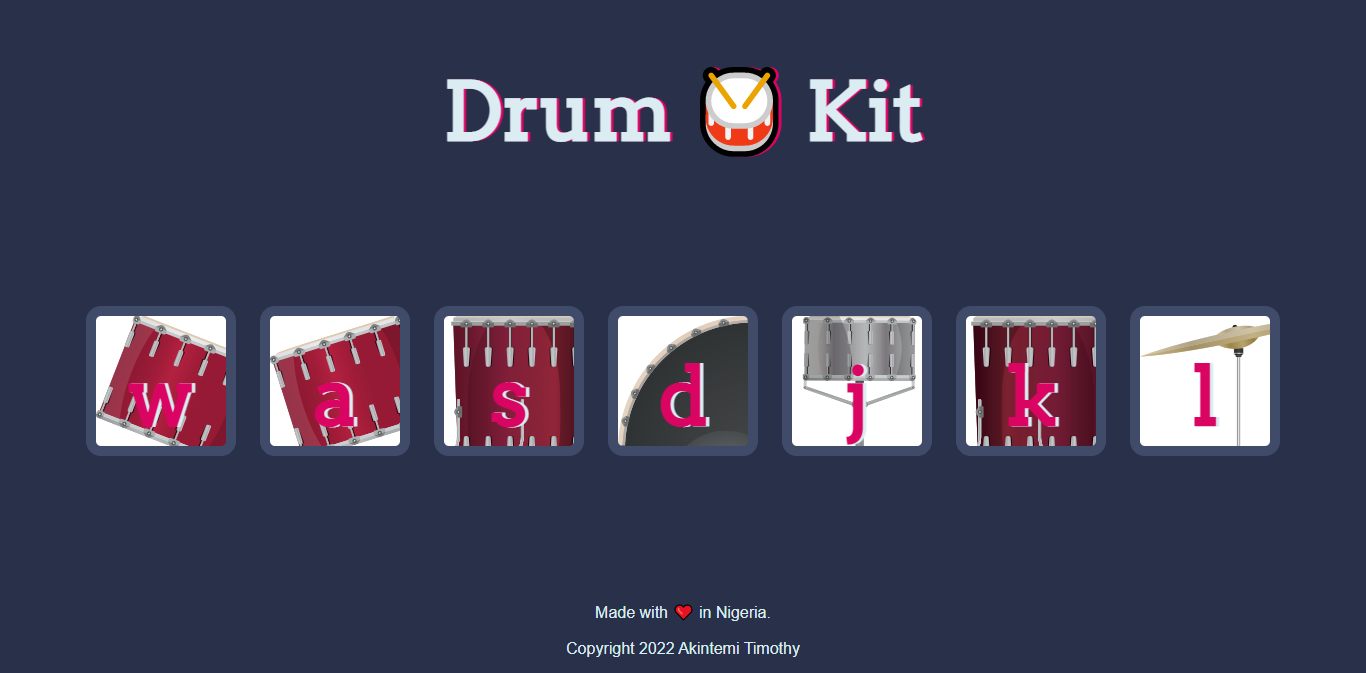 Drum 🥁 Kit
w a s d j k l
Made with ❤️ in Nigeria.
Copyright 2022 Akintemi Timothy